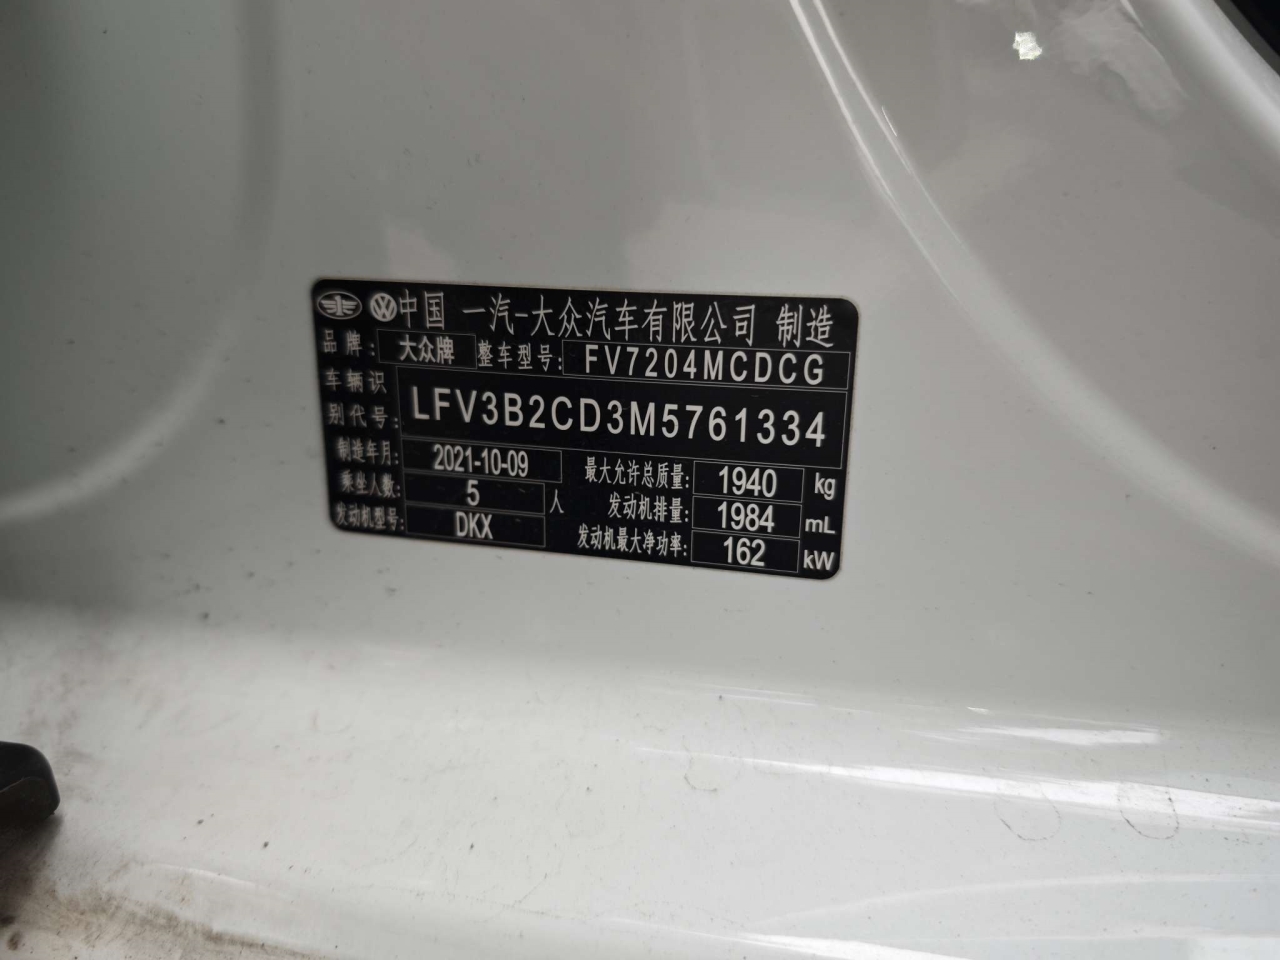 中国 一汽-大众汽车有限公司 制造
品牌: 大众牌 整车型号: FV7204MCDCG
车辆识别代号: LFV3B2CD3M5761334
制造年月: 2021-10-09 最大允许总质量: 1940 kg
乘坐人数: 5 人 发动机排量: 1984 mL
发动机型号: DKX 发动机最大净功率: 162 kW